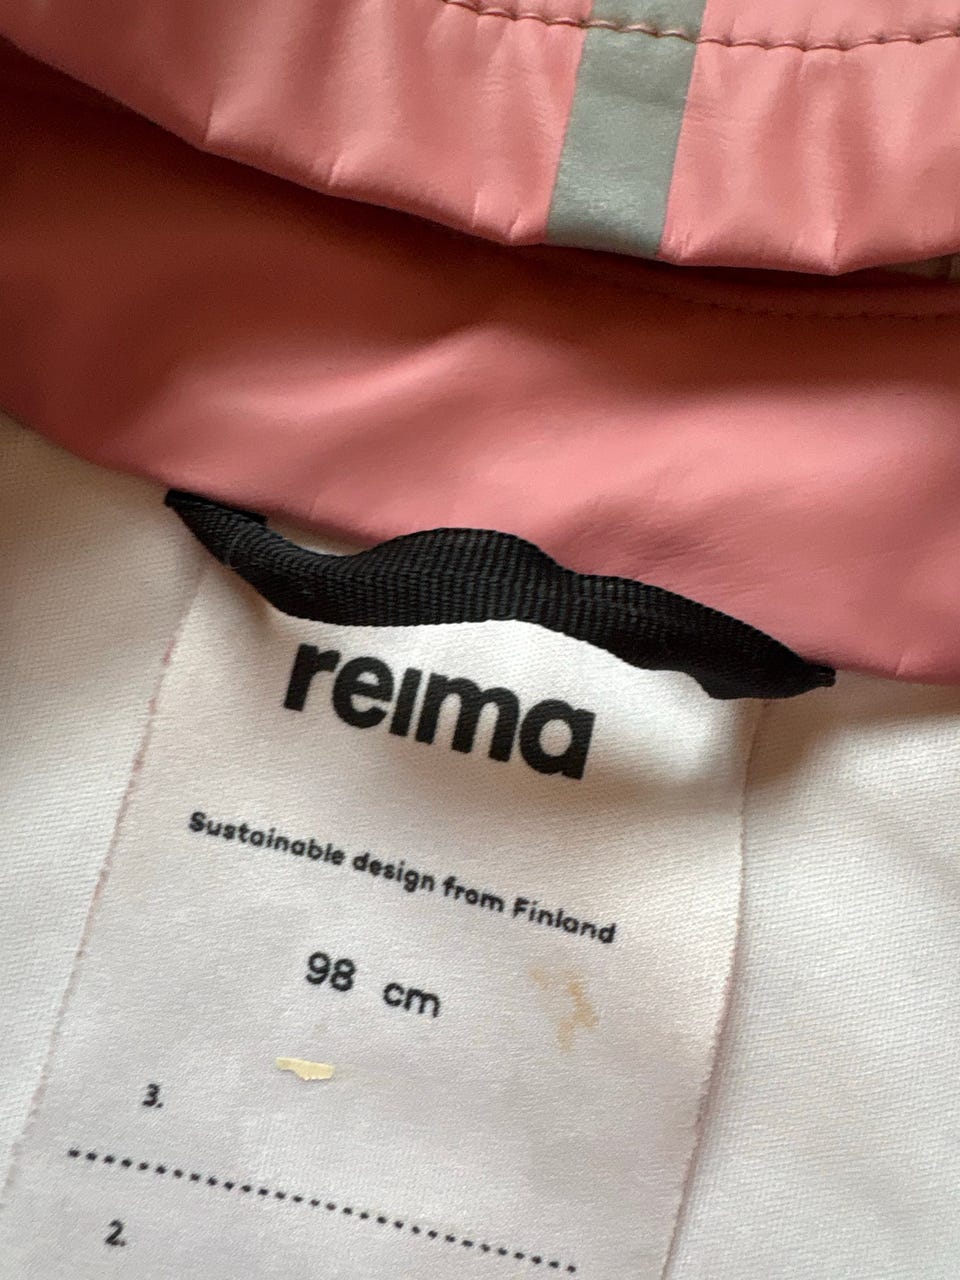 reima
Sustainable design from Finland
98 cm
3.
2.